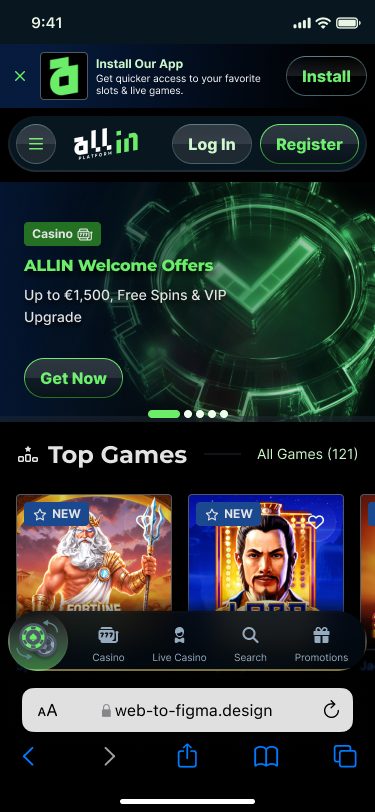 9:41
Install Our App
Get quicker access to your favorite
slots & live games.
Install
allin
PLATFORM
Log In
Register
Casino
ALLIN Welcome Offers
Up to €1,500, Free Spins & VIP
Upgrade
Get Now
Top Games
All Games (121)
NEW
NEW
FORTUNE
Casino
Live Casino
Search
Promotions
AA
web-to-figma.design